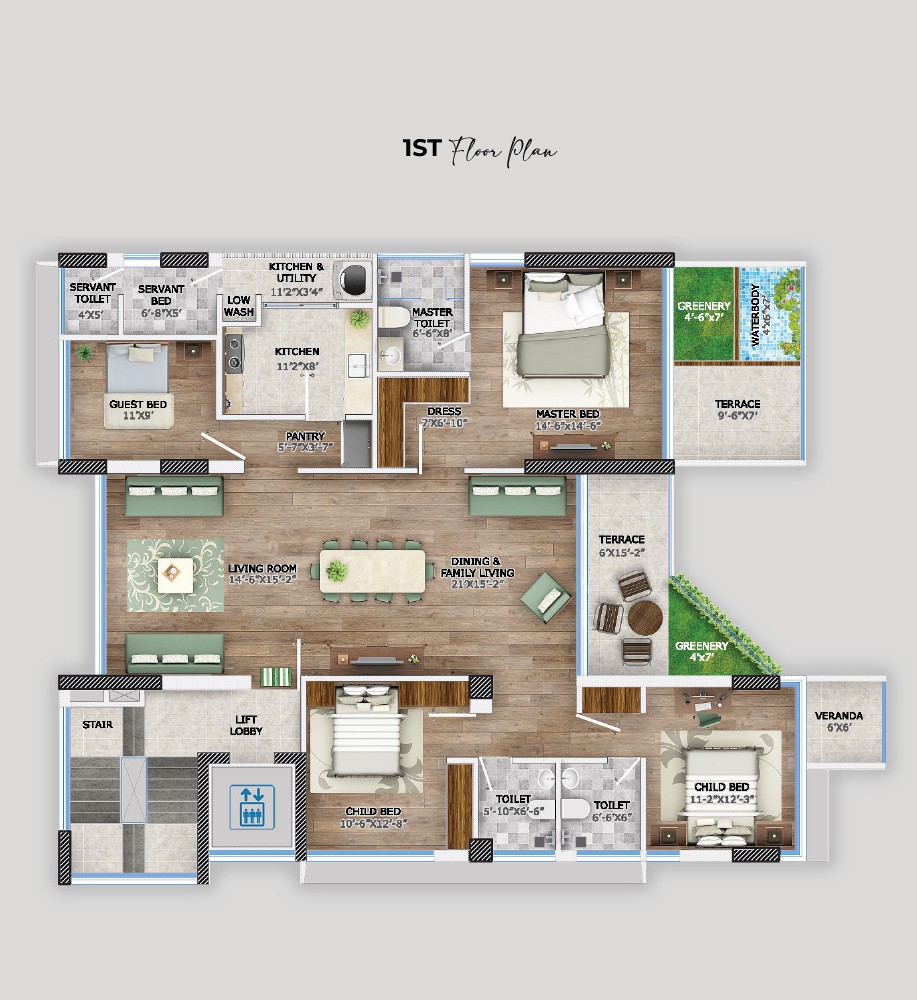 1ST Floor Plan
SERVANT
TOILET
4'X5'
SERVANT
BED
6'-8"X5'
KITCHEN &
UTILITY
11'2"X3'4"
LOW
WASH
KITCHEN
11'2"X8'
MASTER
TOILET
6'-6"X8'
GREENERY
4'-6"x7'
WATERBODY
4'x6"x7'
GUEST BED
11'X9'
PANTRY
5'-7"X3'-7"
DRESS
7'X6'-10"
MASTER BED
14'-6"x14'-6"
TERRACE
9'-6"X7'
LIVING ROOM
14'-6"X15'-2"
DINING &
FAMILY LIVING
21'X15'-2"
TERRACE
6'X15'-2"
GREENERY
4'x7'
STAIR
LIFT
LOBBY
VERANDA
6'X6'
CHILD BED
10'-6"X12'-8"
TOILET
5'-10"X6'-6"
TOILET
6'-6"X6"
CHILD BED
11-2"X12'-3"